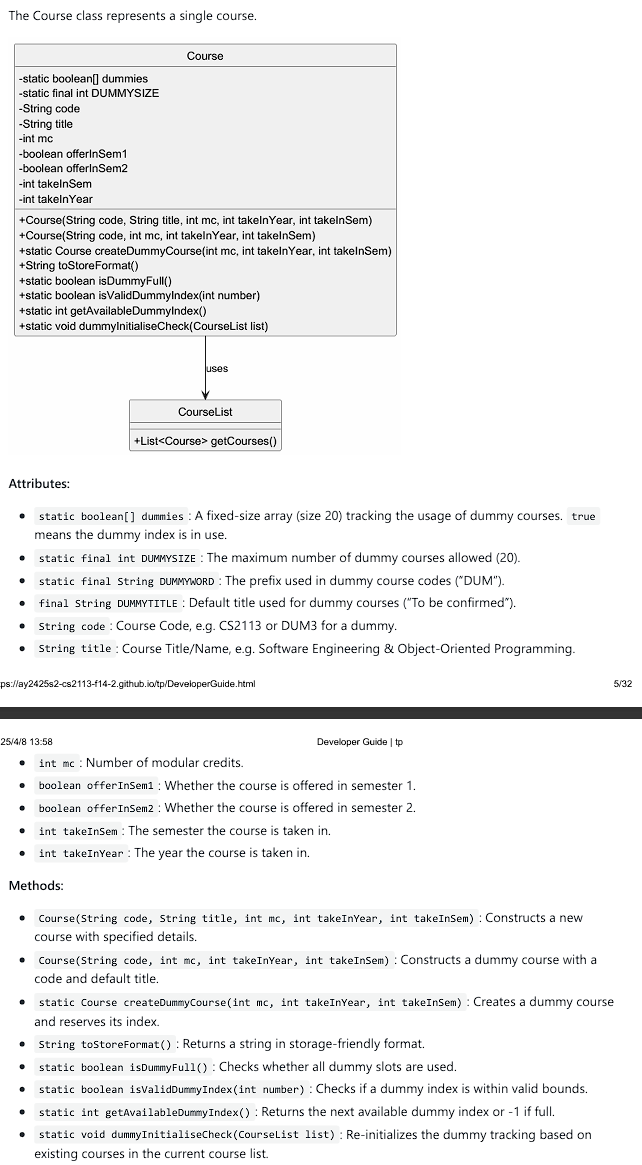 The Course class represents a single course.
Course
-static boolean[] dummies
-static final int DUMMYSIZE
-String code
-String title
-int mc
-boolean offerInSem1
-boolean offerInSem2
-int takeInSem
-int takeInYear
+Course(String code, String title, int mc, int takeInYear, int takeInSem)
+Course(String code, int mc, int takeInYear, int takeInSem)
+static Course createDummyCourse(int mc, int takeInYear, int takeInSem)
+String toStoreFormat()
+static boolean isDummyFull()
+static boolean isValidDummyIndex(int number)
+static int getAvailableDummyIndex()
+static void dummyInitialiseCheck(CourseList list)
uses
CourseList
+List<Course> getCourses()
Attributes:
• static boolean[] dummies : A fixed-size array (size 20) tracking the usage of dummy courses. true
means the dummy index is in use.
• static final int DUMMYSIZE : The maximum number of dummy courses allowed (20).
• static final String DUMMYWORD : The prefix used in dummy course codes (“DUM”).
• final String DUMMYTITLE : Default title used for dummy courses (“To be confirmed”).
• String code : Course Code, e.g. CS2113 or DUM3 for a dummy.
• String title : Course Title/Name, e.g. Software Engineering & Object-Oriented Programming.
ps://ay2425s2-cs2113-f14-2.github.io/tp/DeveloperGuide.html 5/32
25/4/8 13:58 Developer Guide | tp
• int mc : Number of modular credits.
• boolean offerInSem1 : Whether the course is offered in semester 1.
• boolean offerInSem2 : Whether the course is offered in semester 2.
• int takeInSem : The semester the course is taken in.
• int takeInYear : The year the course is taken in.
Methods:
• Course(String code, String title, int mc, int takeInYear, int takeInSem) : Constructs a new
course with specified details.
• Course(String code, int mc, int takeInYear, int takeInSem) : Constructs a dummy course with a
code and default title.
• static Course createDummyCourse(int mc, int takeInYear, int takeInSem) : Creates a dummy course
and reserves its index.
• String toStoreFormat() : Returns a string in storage-friendly format.
• static boolean isDummyFull() : Checks whether all dummy slots are used.
• static boolean isValidDummyIndex(int number) : Checks if a dummy index is within valid bounds.
• static int getAvailableDummyIndex() : Returns the next available dummy index or -1 if full.
• static void dummyInitialiseCheck(CourseList list) : Re-initializes the dummy tracking based on
existing courses in the current course list.